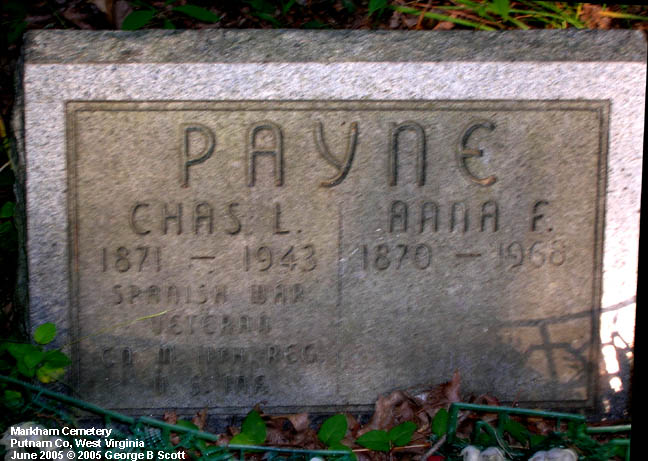 PAYNE
CHAS L. ANNA F.
1871 — 1943 1870 — 1968
SPANISH WAR
VETERAN
REG
Markham Cemetery
Putnam Co, West Virginia
June 2005 © 2005 George B Scott